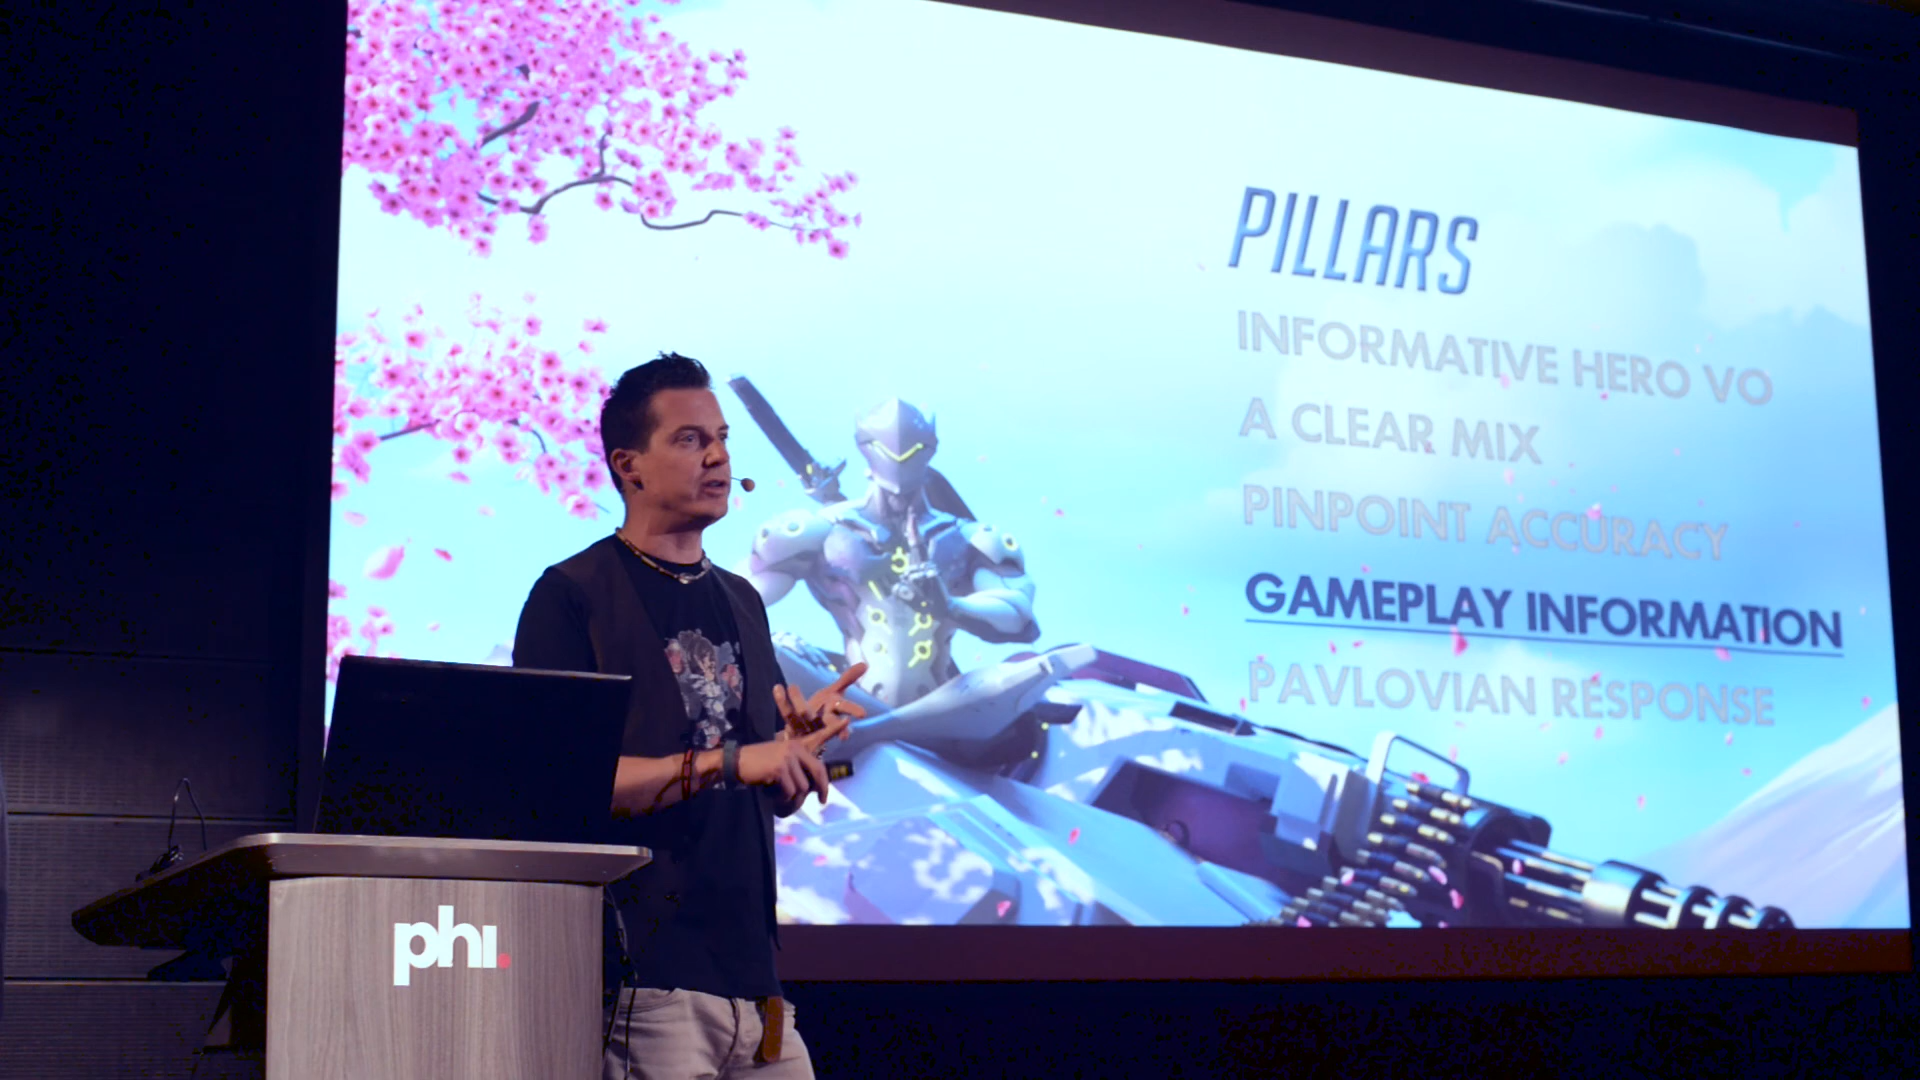 PILLARS
INFORMATIVE HERO VO
A CLEAR MIX
PINPOINT ACCURACY
GAMEPLAY INFORMATION
PAVLOVIAN RESPONSE
phi.